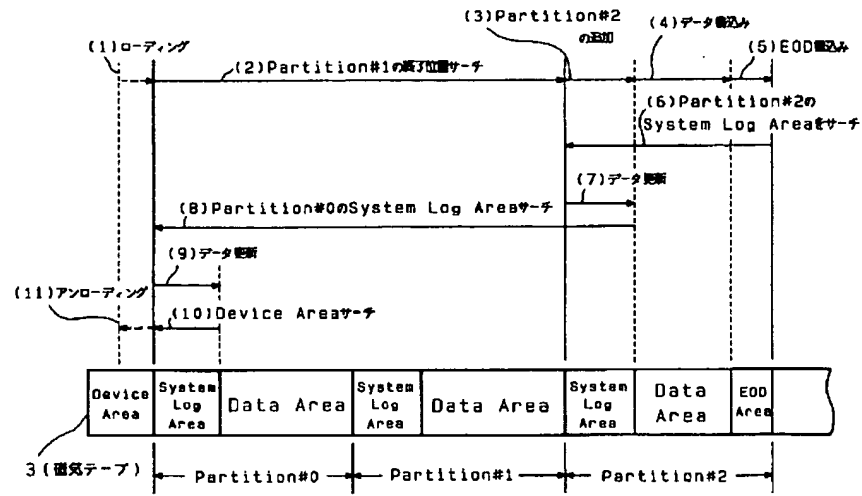 (1)ローディング
(2)Partition#1の終了位置サーチ
(3)Partition#2
の追加
(4)データ書込み
(5)EOD書込み
(6)Partition#2の
System Log Areaをサーチ
(7)データ更新
(8)Partition#0のSystem Log Areaサーチ
(9)データ更新
(10)Device Areaサーチ
(11)アンローディング
Device
Area
System
Log
Area
Data Area
System
Log
Area
Data Area
System
Log
Area
Data
Area
EOD
Area
3(磁気テープ)
Partition#0
Partition#1
Partition#2